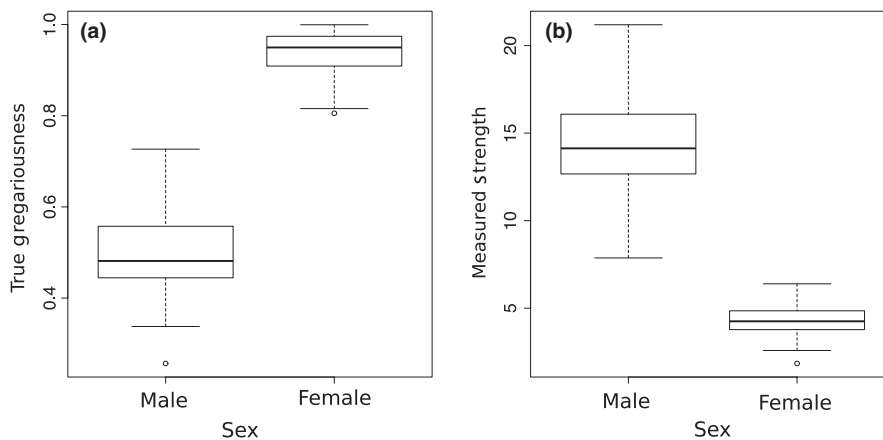 (a)
True gregariousness
1.0
0.8
0.6
0.4
Male Female
Sex
(b)
Measured strength
20
15
10
5
Male Female
Sex